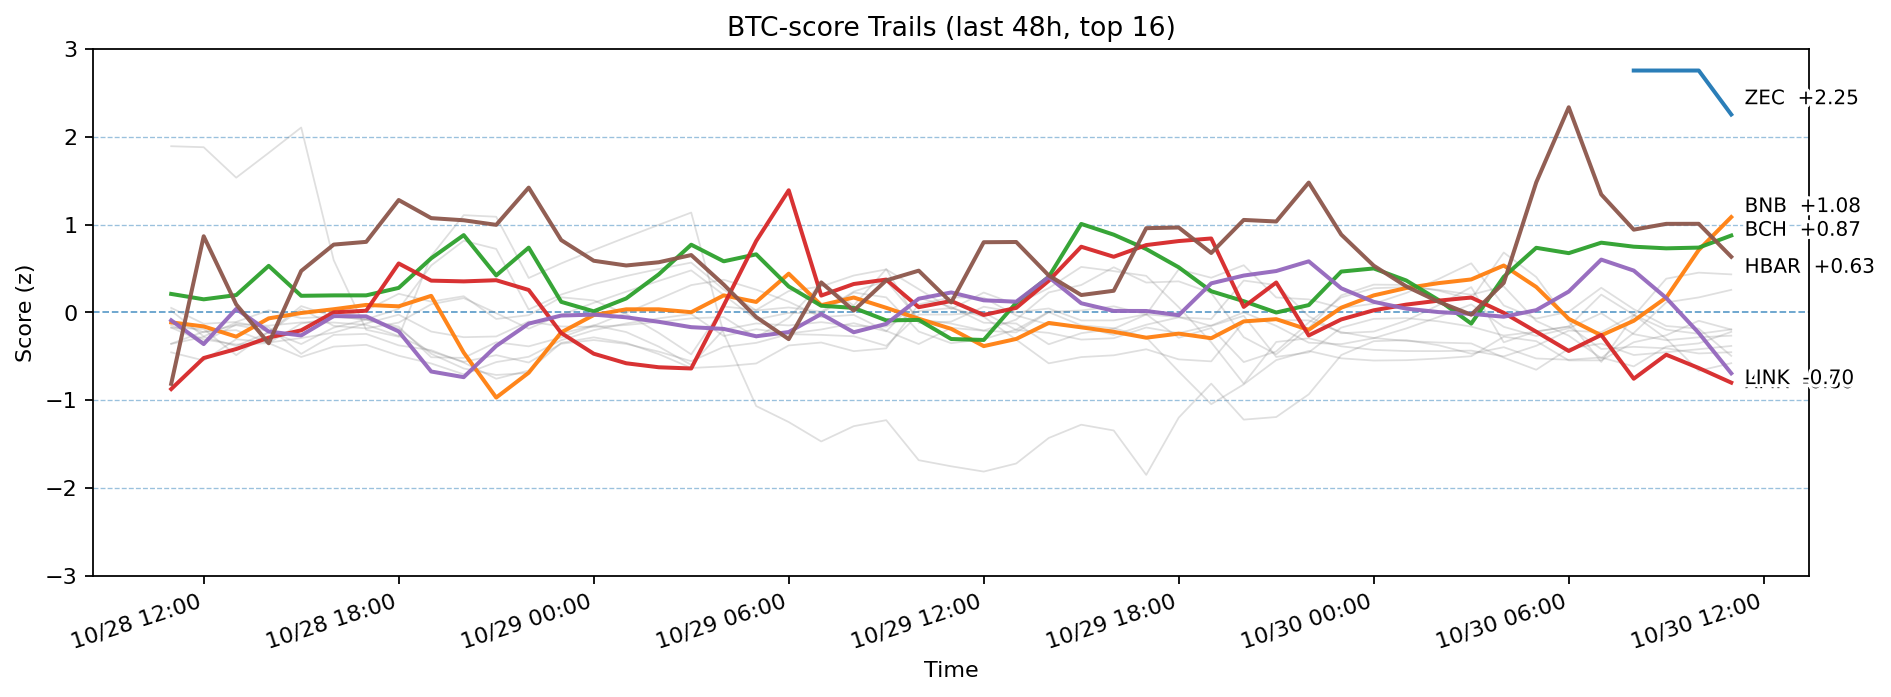 BTC-score Trails (last 48h, top 16)
3
2
1
0
−1
−2
−3
Score (z)
ZEC +2.25
BNB +1.08
BCH +0.87
HBAR +0.63
LINK -0.70
10/28 12:00
10/28 18:00
10/29 00:00
10/29 06:00
10/29 12:00
10/29 18:00
10/30 00:00
10/30 06:00
10/30 12:00
Time